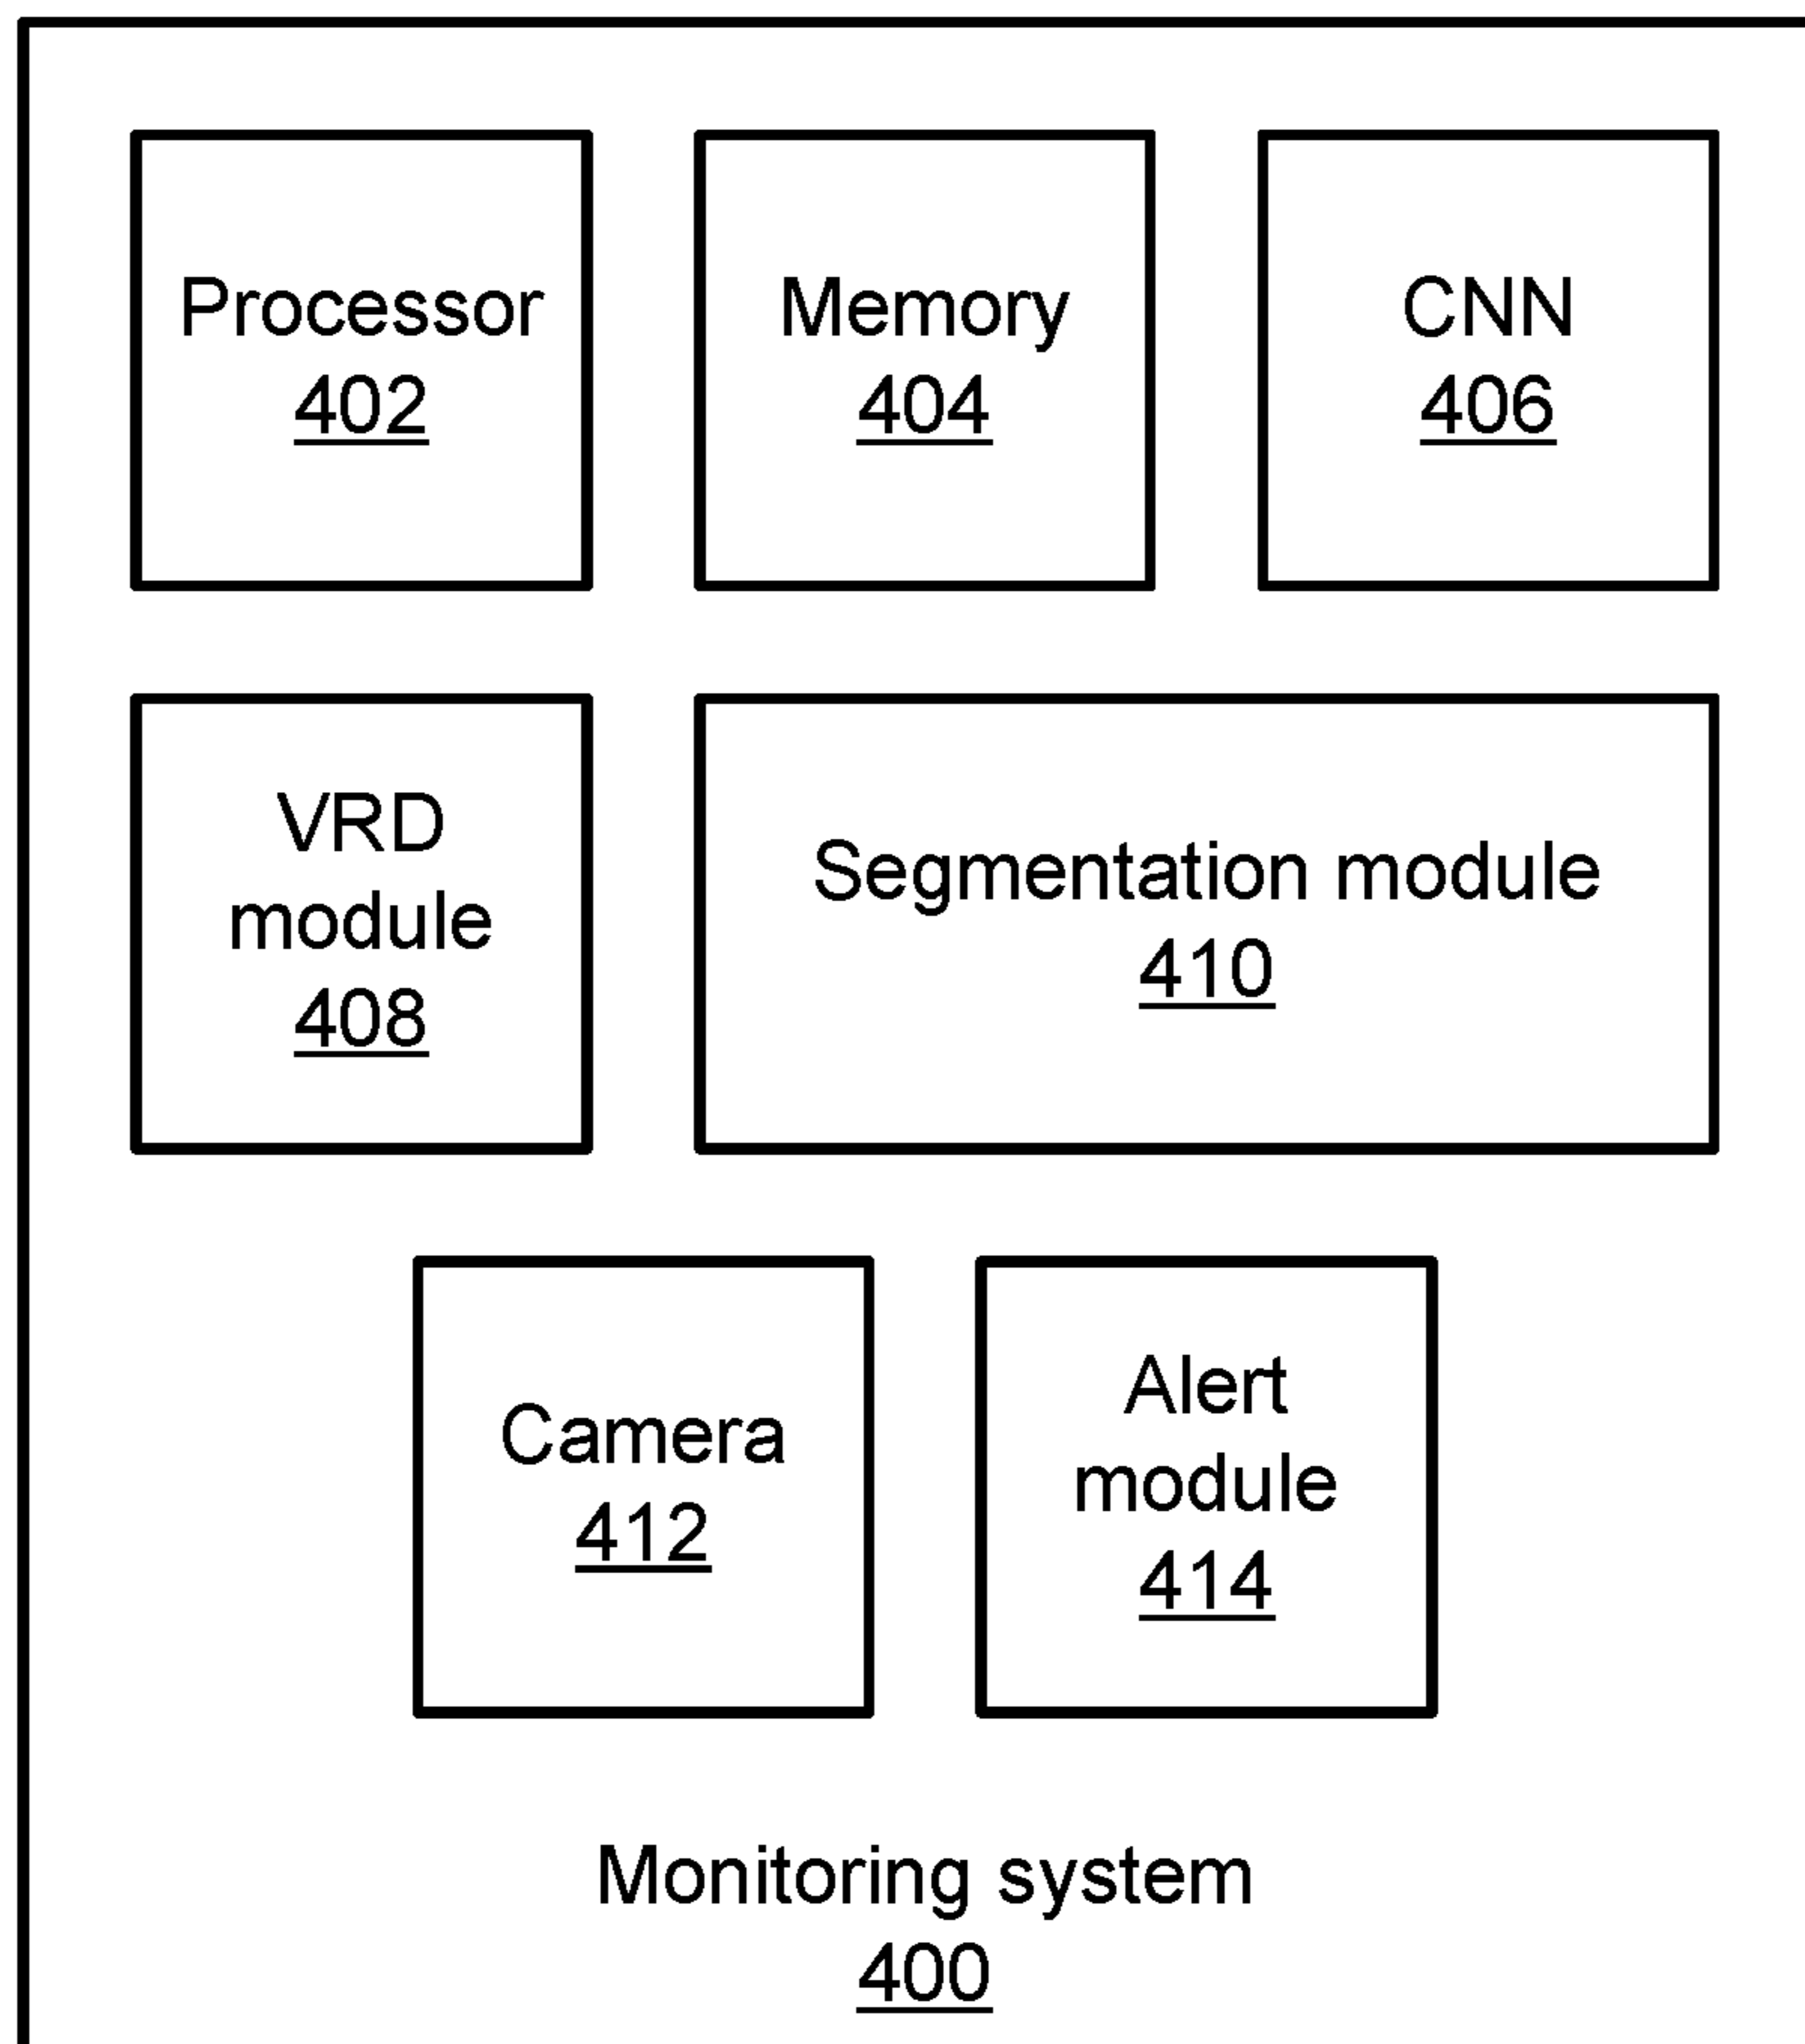 Processor
402
Memory
404
CNN
406
VRD
module
408
Segmentation module
410
Camera
412
Alert
module
414
Monitoring system
400